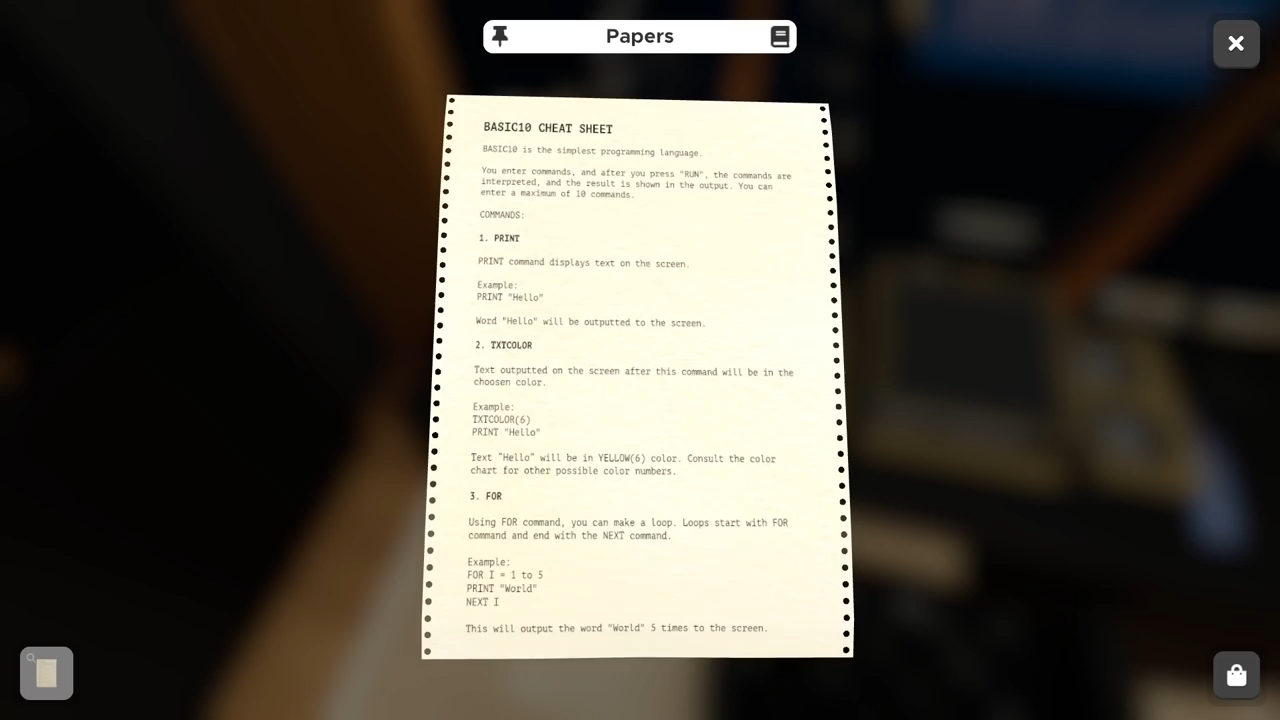 Papers
BASIC10 CHEAT SHEET
BASIC10 is the simplest programming language.
You enter commands, and after you press "RUN", the commands are
interpreted, and the result is shown in the output. You can
enter a maximum of 10 commands.
COMMANDS:
1. PRINT
PRINT command displays text on the screen.
Example:
PRINT "Hello"
Word "Hello" will be outputted to the screen.
2. TXTCOLOR
Text outputted on the screen after this command will be in the
choosen color.
Example:
TXTCOLOR(6)
PRINT "Hello"
Text "Hello" will be in YELLOW(6) color. Consult the color
chart for other possible color numbers.
3. FOR
Using FOR command, you can make a loop. Loops start with FOR
command and end with the NEXT command.
Example:
FOR I = 1 to 5
PRINT "World"
NEXT I
This will output the word "World" 5 times to the screen.